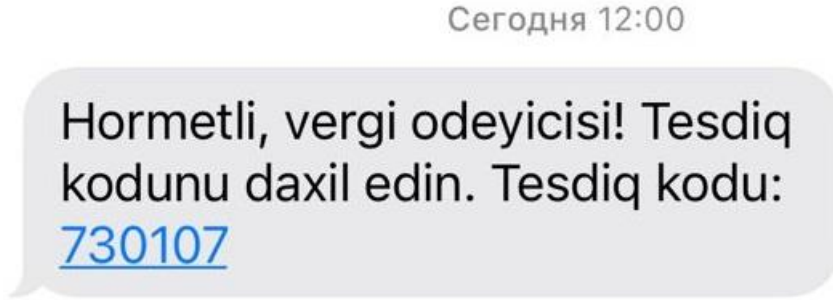 Сегодня 12:00
Hormetli, vergi odeyicisi! Tesdiq
kodunu daxil edin. Tesdiq kodu:
730107